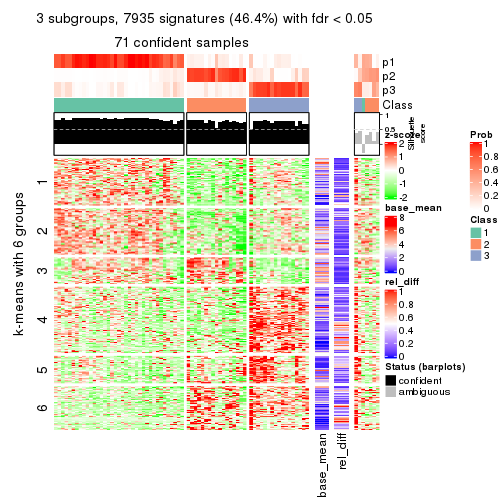 3 subgroups, 7935 signatures (46.4%) with fdr < 0.05
71 confident samples
p1
p2
p3
Class
1
0.5
0
Silhouette
score
k-means with 6 groups
1
2
3
4
5
6
base_mean
rel_diff
z-score
2
1
0
-1
-2
base_mean
8
6
4
2
0
rel_diff
1
0.8
0.6
0.4
0.2
0
Status (barplots)
confident
ambiguous
Prob
1
0.8
0.6
0.4
0.2
0
Class
1
2
3